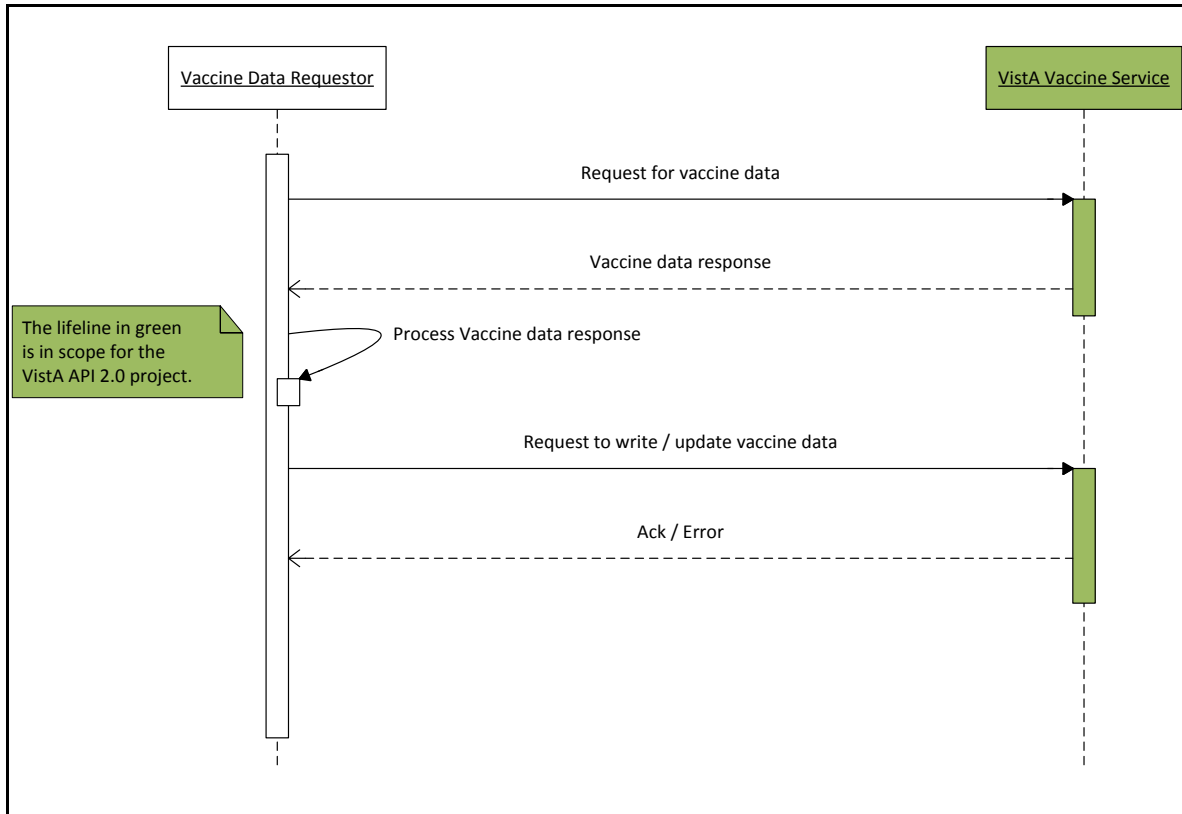 Vaccine Data Requestor
VistA Vaccine Service
Request for vaccine data
Vaccine data response
The lifeline in green
is in scope for the
VistA API 2.0 project.
Process Vaccine data response
Request to write / update vaccine data
Ack / Error